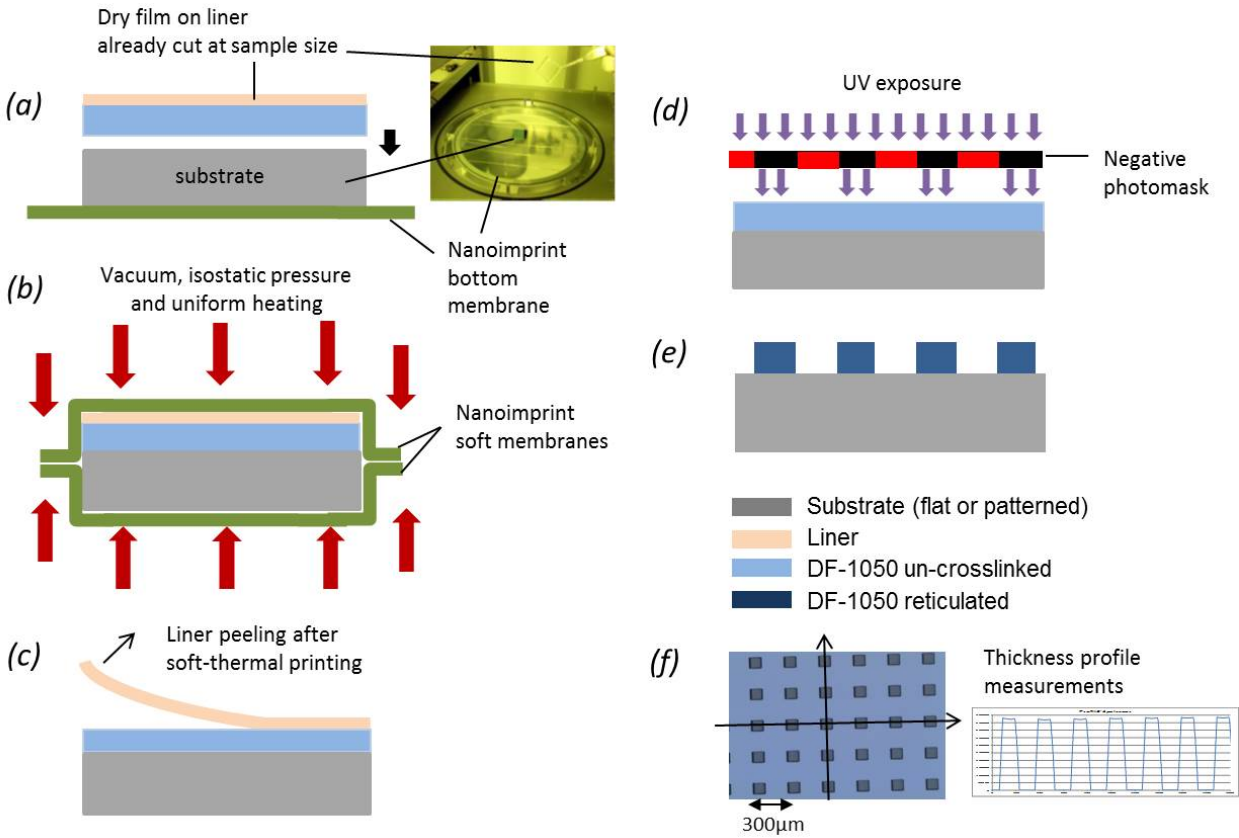 Dry film on liner
already cut at sample size
(a)
substrate
Nanoimprint
bottom
membrane
(b)
Vacuum, isostatic pressure
and uniform heating
Nanoimprint
soft membranes
(c)
Liner peeling after
soft-thermal printing
(d)
UV exposure
Negative
photomask
(e)
Substrate (flat or patterned)
Liner
DF-1050 un-crosslinked
DF-1050 reticulated
(f)
300µm
Thickness profile
measurements